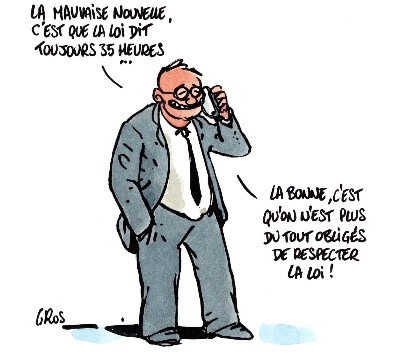 LA MAUVAISE NOUVELLE,
C'EST QUE LA LOI DIT
TOUJOURS 35 HEURES
...
LA BONNE, C'EST
QU'ON N'EST PLUS
DU TOUT OBLIGÉS
DE RESPECTER
LA LOI !
GROS